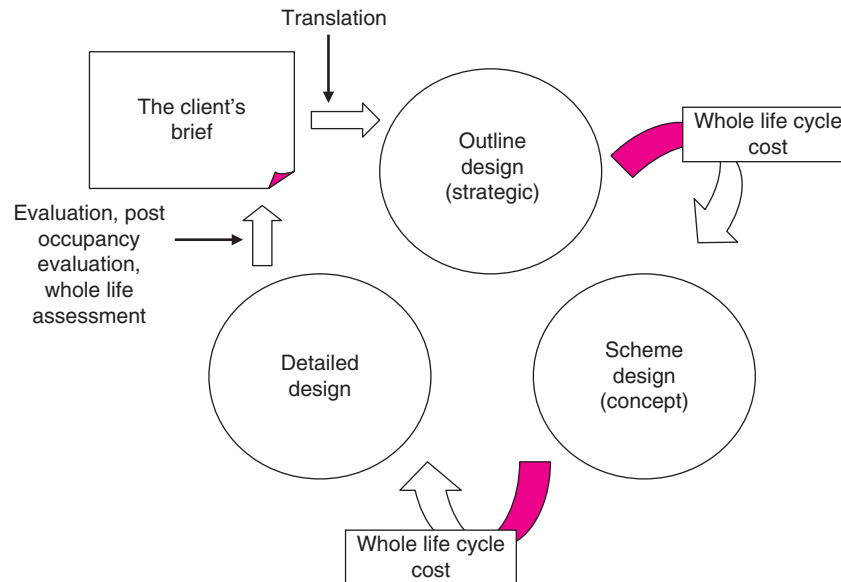 Translation
The client's
brief
Outline
design
(strategic)
Whole life cycle
cost
Evaluation, post
occupancy
evaluation,
whole life
assessment
Detailed
design
Scheme
design
(concept)
Whole life cycle
cost